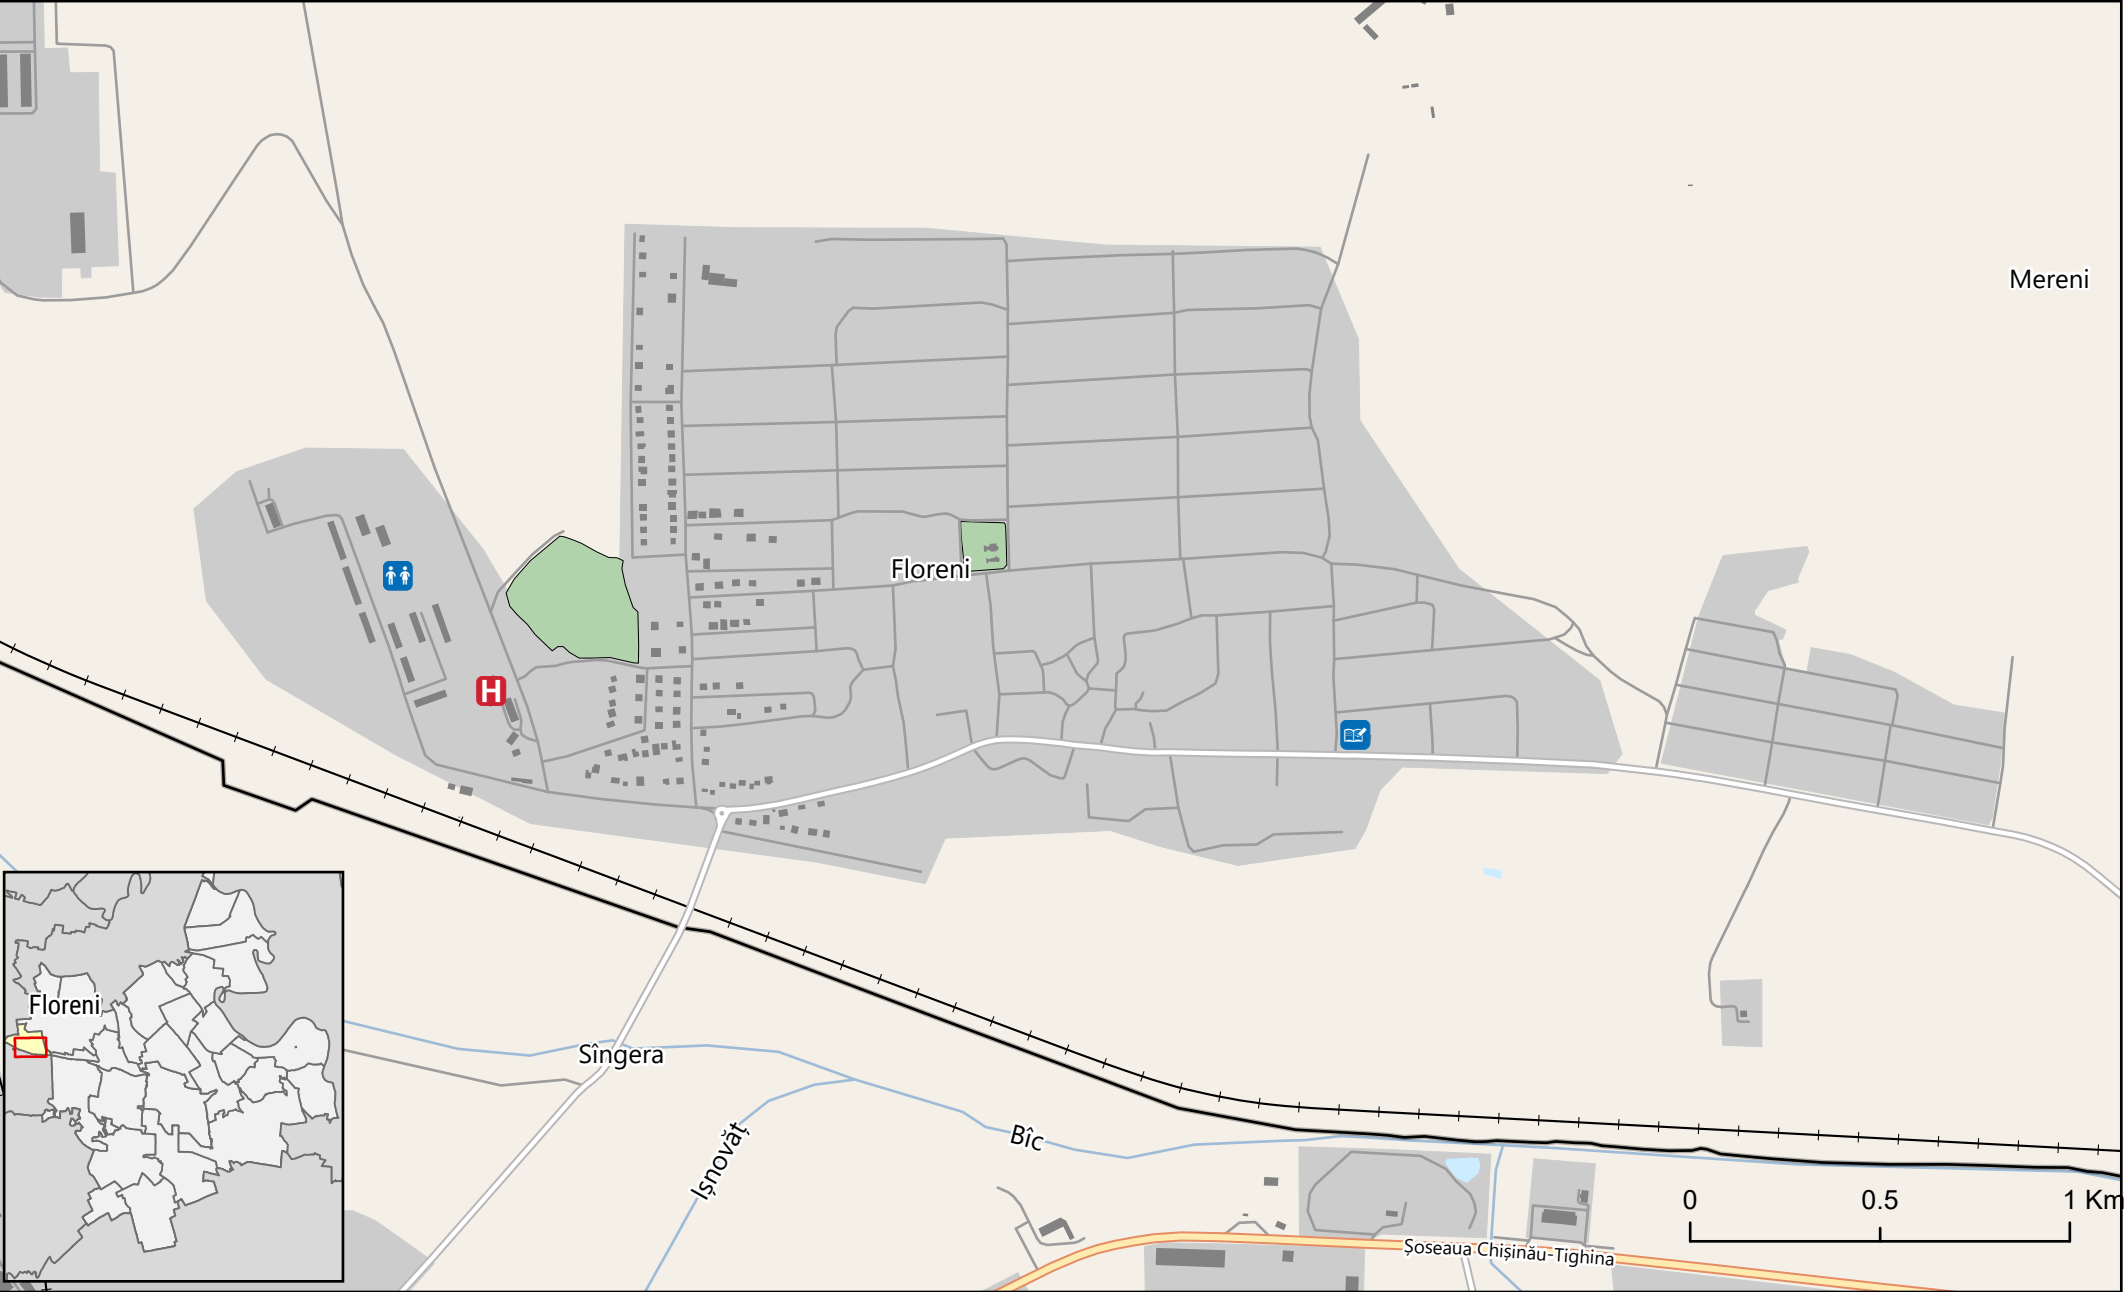 Mereni
Floreni
H
Floreni
Sîngera
Ișnovăț
Bîc
0 0.5 1 Km
Șoseaua Chișinău-Tighina